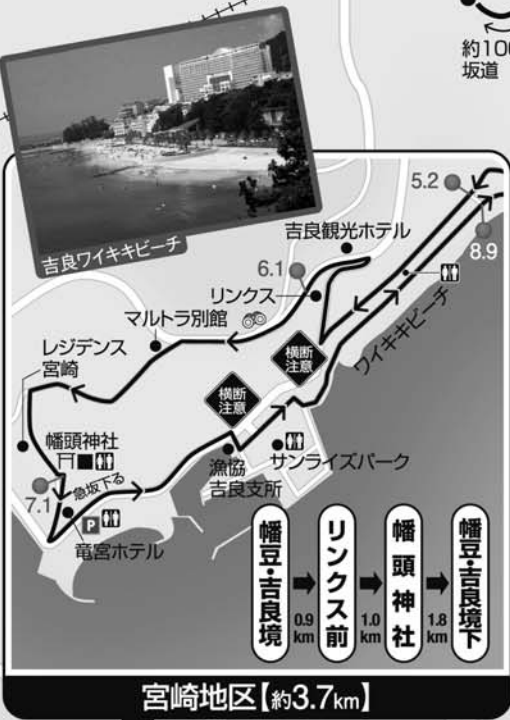 約100
坂道
吉良ワイキキビーチ
5.2
8.9
吉良観光ホテル
6.1
リンクス
マルトラ別館
ワイキキビーチ
レジデンス
宮崎
横断
注意
横断
注意
幡頭神社
7.1
急坂下る
漁協
吉良支所
サンライズパーク
P
竜宮ホテル
幡豆・吉良境
0.9
km
リンクス前
1.0
km
幡頭神社
1.8
km
幡豆・吉良境下
宮崎地区【約3.7km】